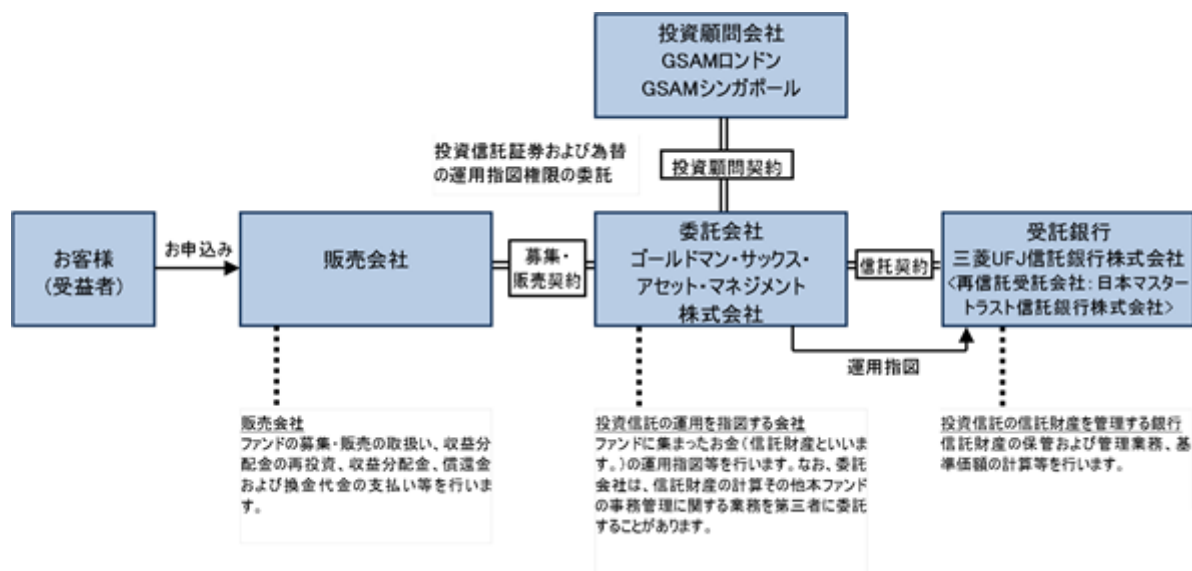 投資顧問会社
GSAMロンドン
GSAMシンガポール
投資信託証券および為替
の運用指図権限の委託
投資顧問契約
お客様
(受益者)
お申込み
販売会社
募集・
販売契約
委託会社
ゴールドマン・サックス・
アセット・マネジメント
株式会社
信託契約
受託銀行
三菱UFJ信託銀行株式会社
<再信託受託会社:日本マスター
トラスト信託銀行株式会社>
運用指図
販売会社
ファンドの募集・販売の取扱い、収益分
配金の再投資、収益分配金、償還金
および換金代金の支払い等を行いま
す。
投資信託の運用を指図する会社
ファンドに集まったお金(信託財産といいま
す。)の運用指図等を行います。なお、委託
会社は、信託財産の計算その他本ファンド
の事務管理に関する業務を第三者に委託
することがあります。
投資信託の信託財産を管理する銀行
信託財産の保管および管理業務、基
準価額の計算等を行います。